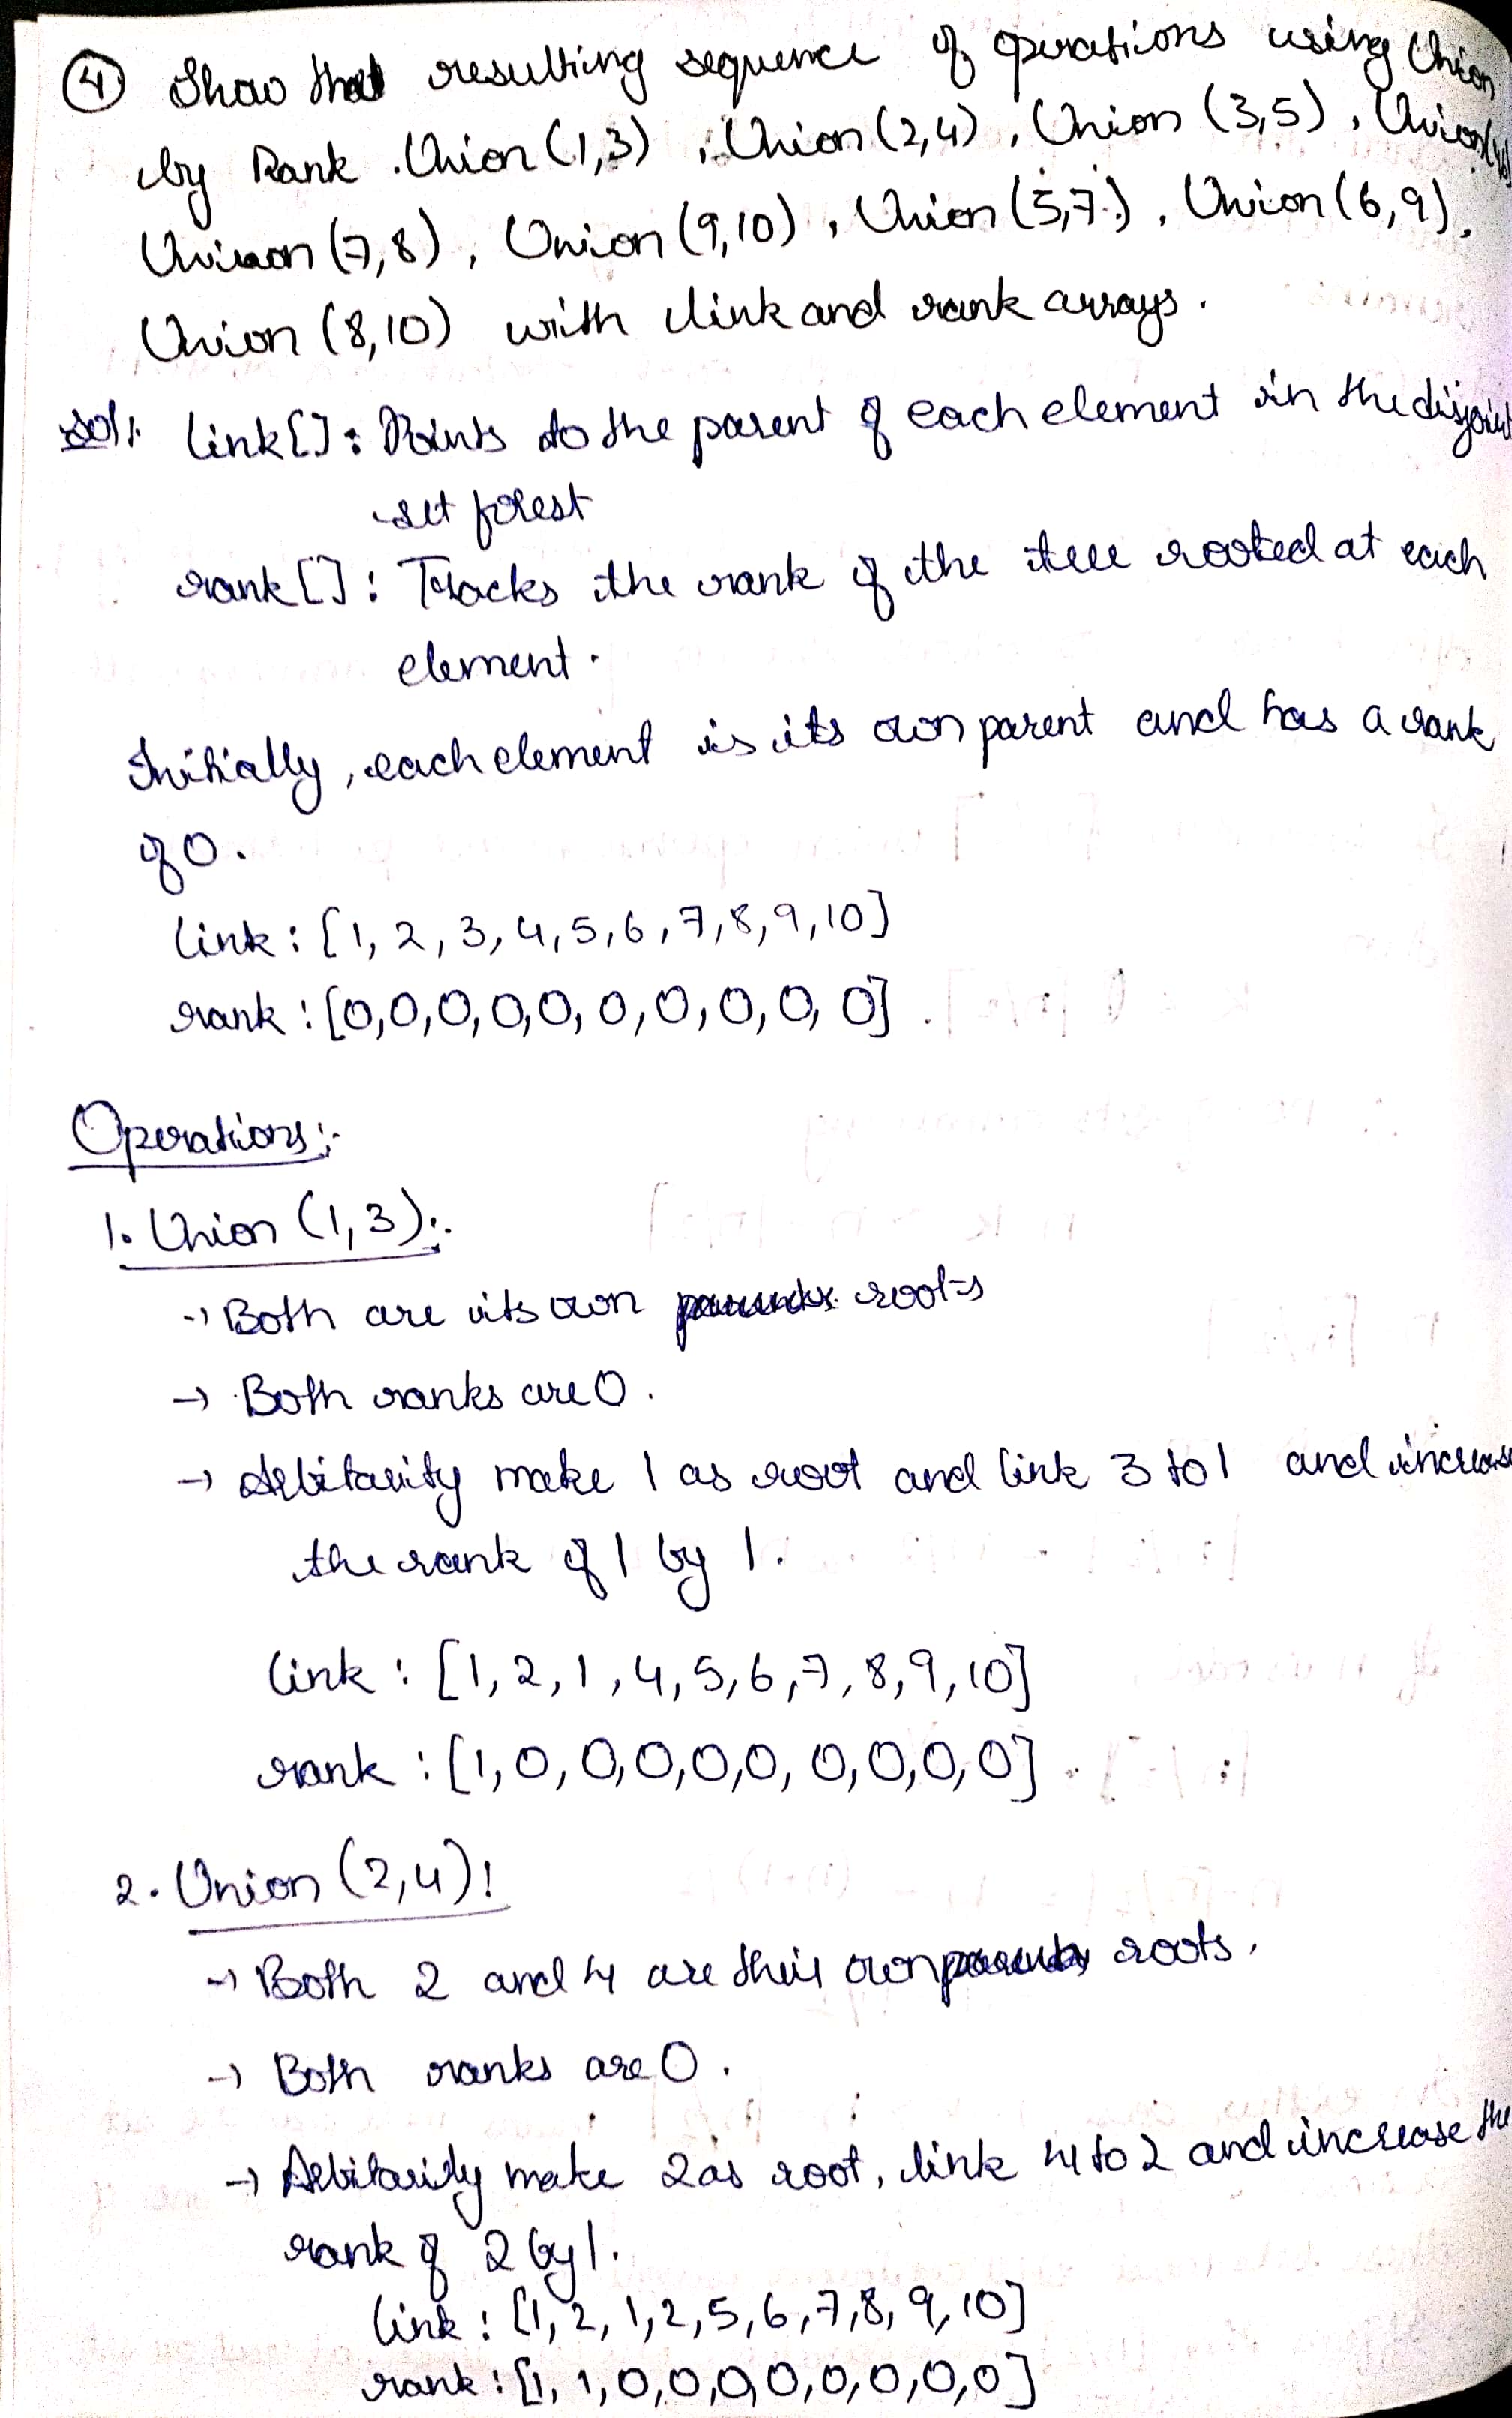 ④ Show that resulting sequence of operations using Union
by Rank. Union (1,3), Union (2,4), Union (3,5), Union
Uniaon (7,8), Union (9,10), Union (5,7), Union (6,9),
Union (8,10) with link and rank arrays.
Sol: link[]: Points to the parent of each element in the disjoint
set forest
rank[]: Tracks the rank of the tree rooted at each
element.
Initially, each element is its own parent and has a rank
of 0.
link: [1, 2, 3, 4, 5, 6, 7, 8, 9, 10]
rank: [0, 0, 0, 0, 0, 0, 0, 0, 0, 0].
Operations:-
1. Union (1,3):-
→ Both are its own parents roots
→ Both ranks are 0.
→ Arbitarity make 1 as root and link 3 to 1 and increase
the rank of 1 by 1.
link: [1, 2, 1, 4, 5, 6, 7, 8, 9, 10]
rank: [1, 0, 0, 0, 0, 0, 0, 0, 0, 0].
2. Union (2,4):
→ Both 2 and 4 are their own parents roots.
→ Both ranks are 0.
→ Arbitarity make 2 as root, link 4 to 2 and increase the
rank of 2 by 1.
link: [1, 2, 1, 2, 5, 6, 7, 8, 9, 10]
rank: [1, 1, 0, 0, 0, 0, 0, 0, 0, 0]